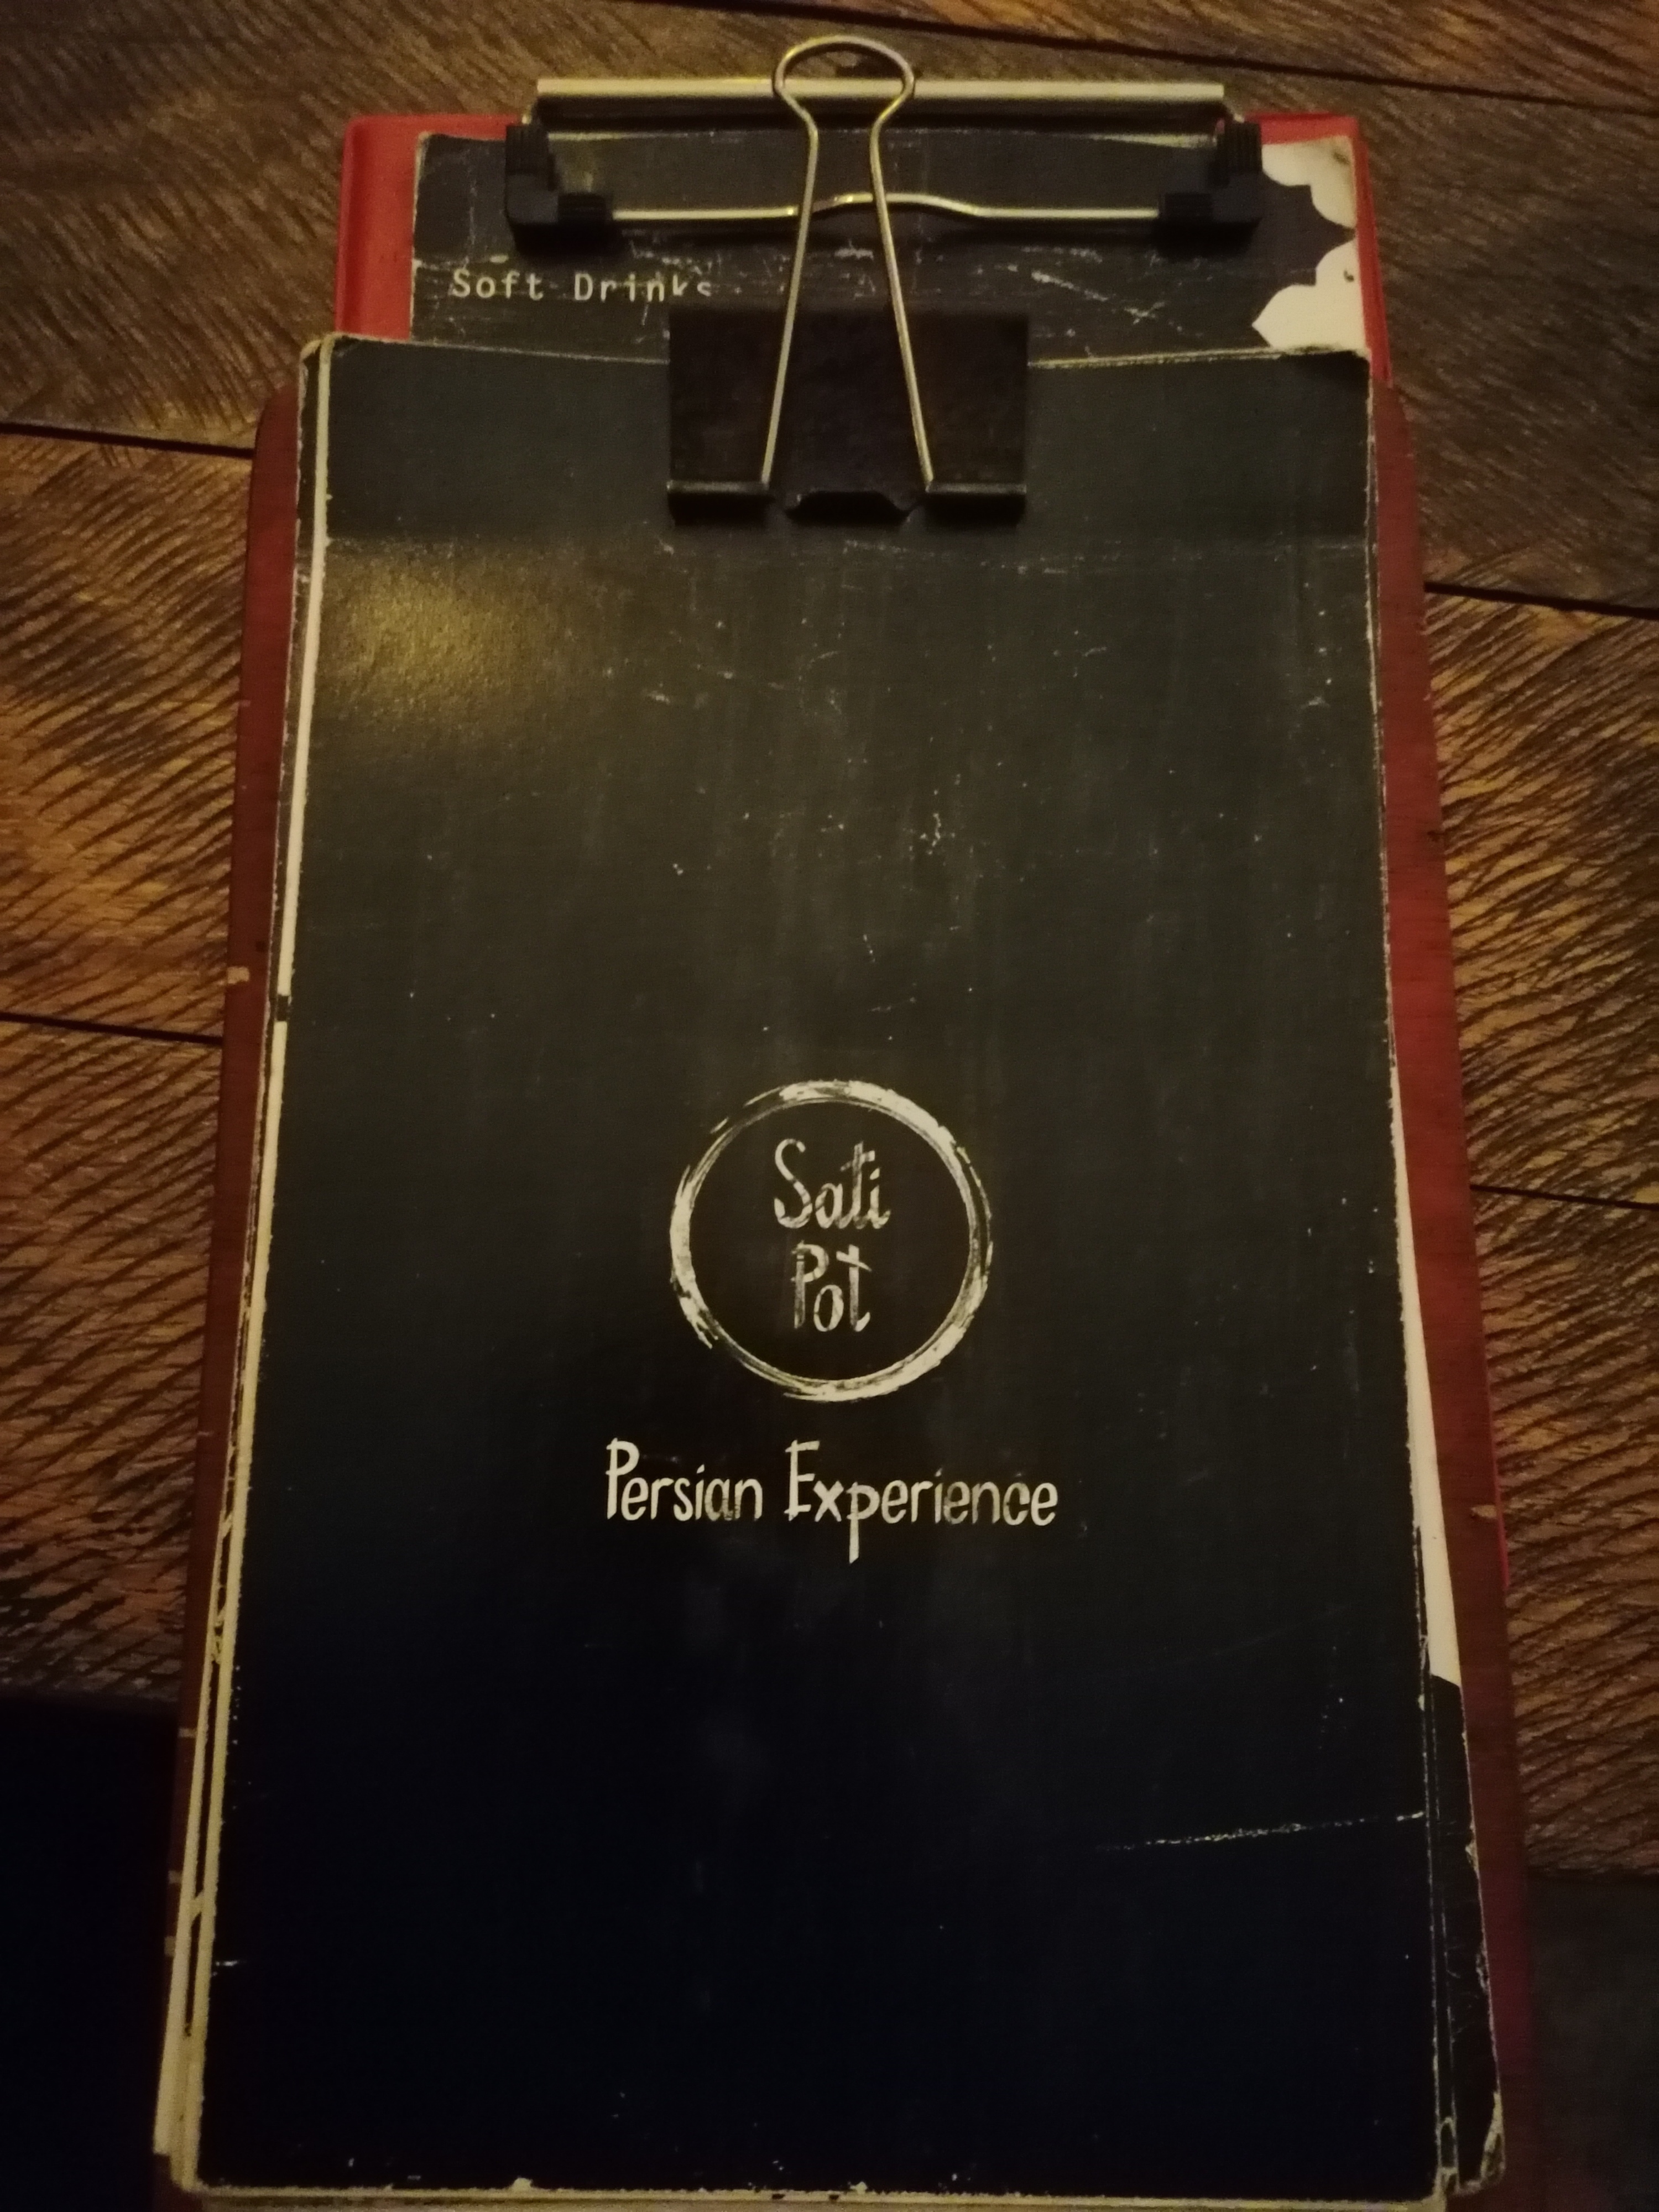 Soft Drinks
Sati
Pot
Persian Experience